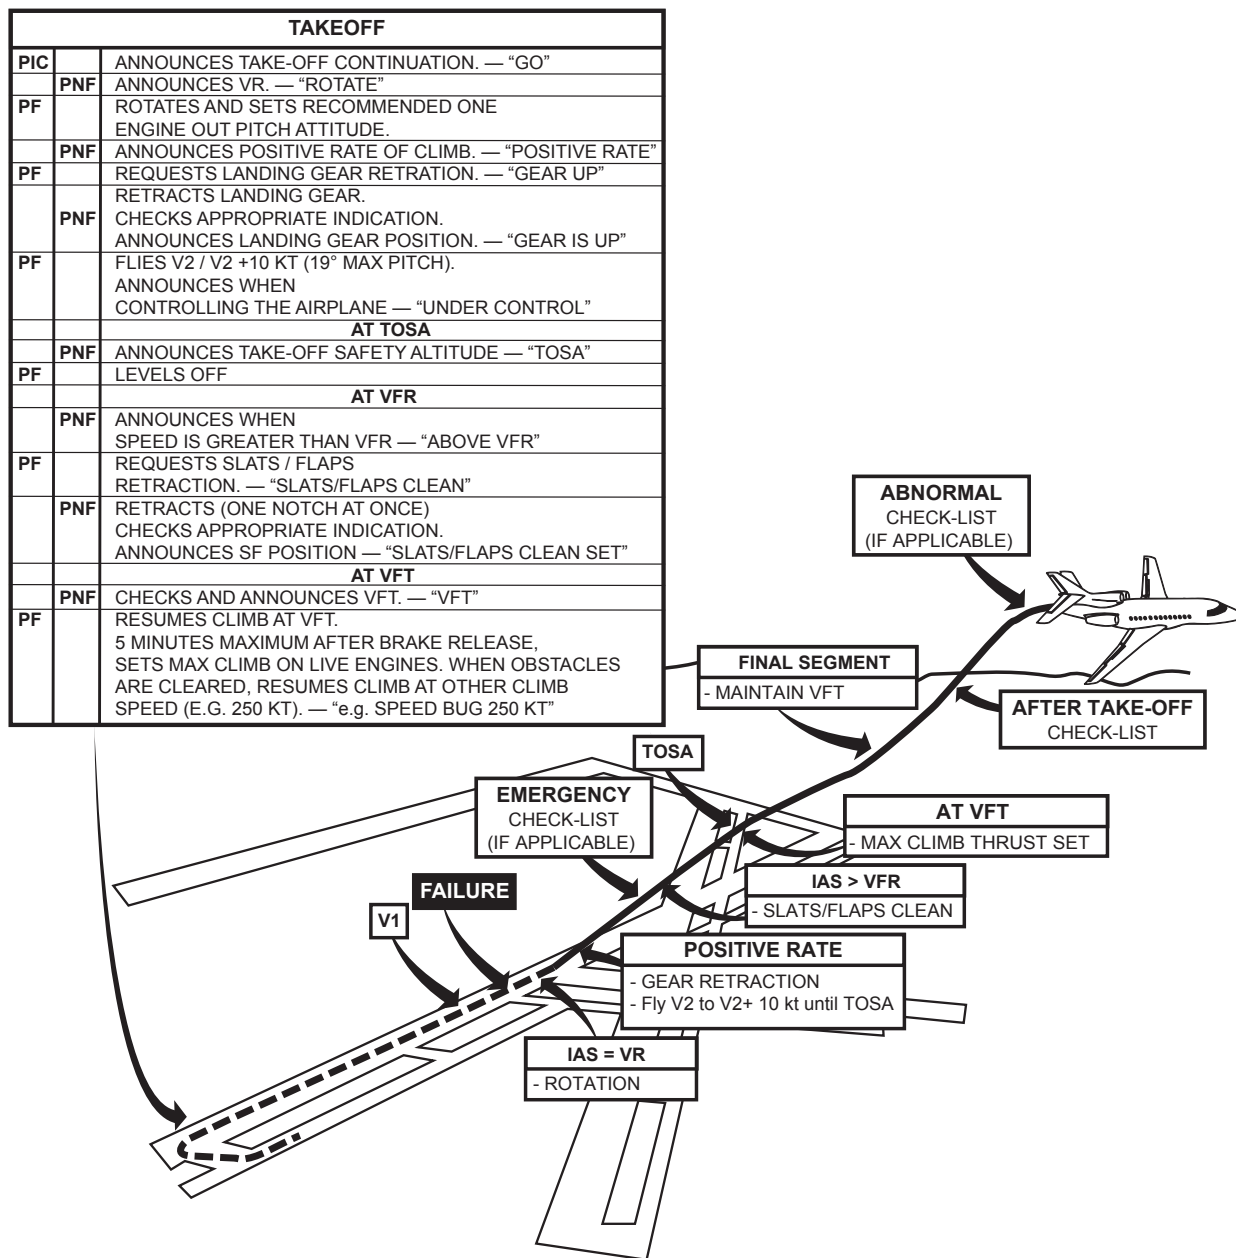 TAKEOFF
PIC ANNOUNCES TAKE-OFF CONTINUATION. — “GO”
PNF ANNOUNCES VR. — “ROTATE”
PF ROTATES AND SETS RECOMMENDED ONE
ENGINE OUT PITCH ATTITUDE.
PNF ANNOUNCES POSITIVE RATE OF CLIMB. — “POSITIVE RATE”
PF REQUESTS LANDING GEAR RETRATION. — “GEAR UP”
RETRACTS LANDING GEAR.
PNF CHECKS APPROPRIATE INDICATION.
ANNOUNCES LANDING GEAR POSITION. — “GEAR IS UP”
PF FLIES V2 / V2 +10 KT (19° MAX PITCH).
ANNOUNCES WHEN
CONTROLLING THE AIRPLANE — “UNDER CONTROL”
AT TOSA
PNF ANNOUNCES TAKE-OFF SAFETY ALTITUDE — “TOSA”
PF LEVELS OFF
AT VFR
PNF ANNOUNCES WHEN
SPEED IS GREATER THAN VFR — “ABOVE VFR”
PF REQUESTS SLATS / FLAPS
RETRACTION. — “SLATS/FLAPS CLEAN”
PNF RETRACTS (ONE NOTCH AT ONCE)
CHECKS APPROPRIATE INDICATION.
ANNOUNCES SF POSITION — “SLATS/FLAPS CLEAN SET”
AT VFT
PNF CHECKS AND ANNOUNCES VFT. — “VFT”
PF RESUMES CLIMB AT VFT.
5 MINUTES MAXIMUM AFTER BRAKE RELEASE,
SETS MAX CLIMB ON LIVE ENGINES. WHEN OBSTACLES
ARE CLEARED, RESUMES CLIMB AT OTHER CLIMB
SPEED (E.G. 250 KT). — “e.g. SPEED BUG 250 KT”
ABNORMAL
CHECK-LIST
(IF APPLICABLE)
FINAL SEGMENT
- MAINTAIN VFT
AFTER TAKE-OFF
CHECK-LIST
TOSA
EMERGENCY
CHECK-LIST
(IF APPLICABLE)
AT VFT
- MAX CLIMB THRUST SET
IAS > VFR
- SLATS/FLAPS CLEAN
FAILURE
V1
POSITIVE RATE
- GEAR RETRACTION
- Fly V2 to V2+ 10 kt until TOSA
IAS = VR
- ROTATION